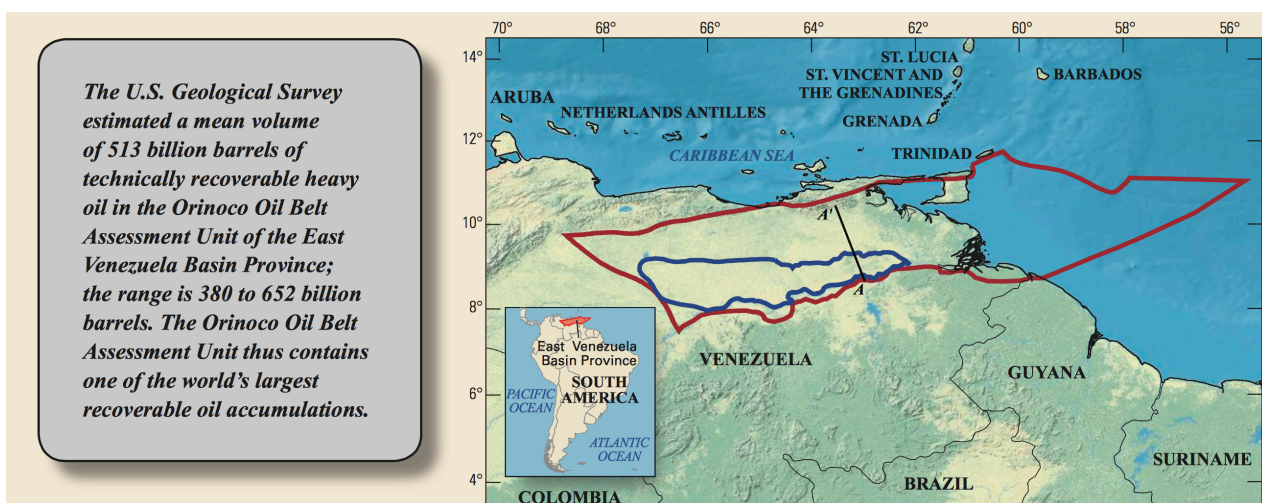 The U.S. Geological Survey
estimated a mean volume
of 513 billion barrels of
technically recoverable heavy
oil in the Orinoco Oil Belt
Assessment Unit of the East
Venezuela Basin Province;
the range is 380 to 652 billion
barrels. The Orinoco Oil Belt
Assessment Unit thus contains
one of the world’s largest
recoverable oil accumulations.
70° 68° 66° 64° 62° 60° 58° 56°
14°
ST. LUCIA
ST. VINCENT AND
THE GRENADINES
BARBADOS
ARUBA
NETHERLANDS ANTILLES
GRENADA
12°
CARIBBEAN SEA
TRINIDAD
A'
10°
A
8°
VENEZUELA
GUYANA
6°
SURINAME
4°
BRAZIL
COLOMBIA
East Venezuela
Basin Province
SOUTH
AMERICA
PACIFIC
OCEAN
ATLANTIC
OCEAN